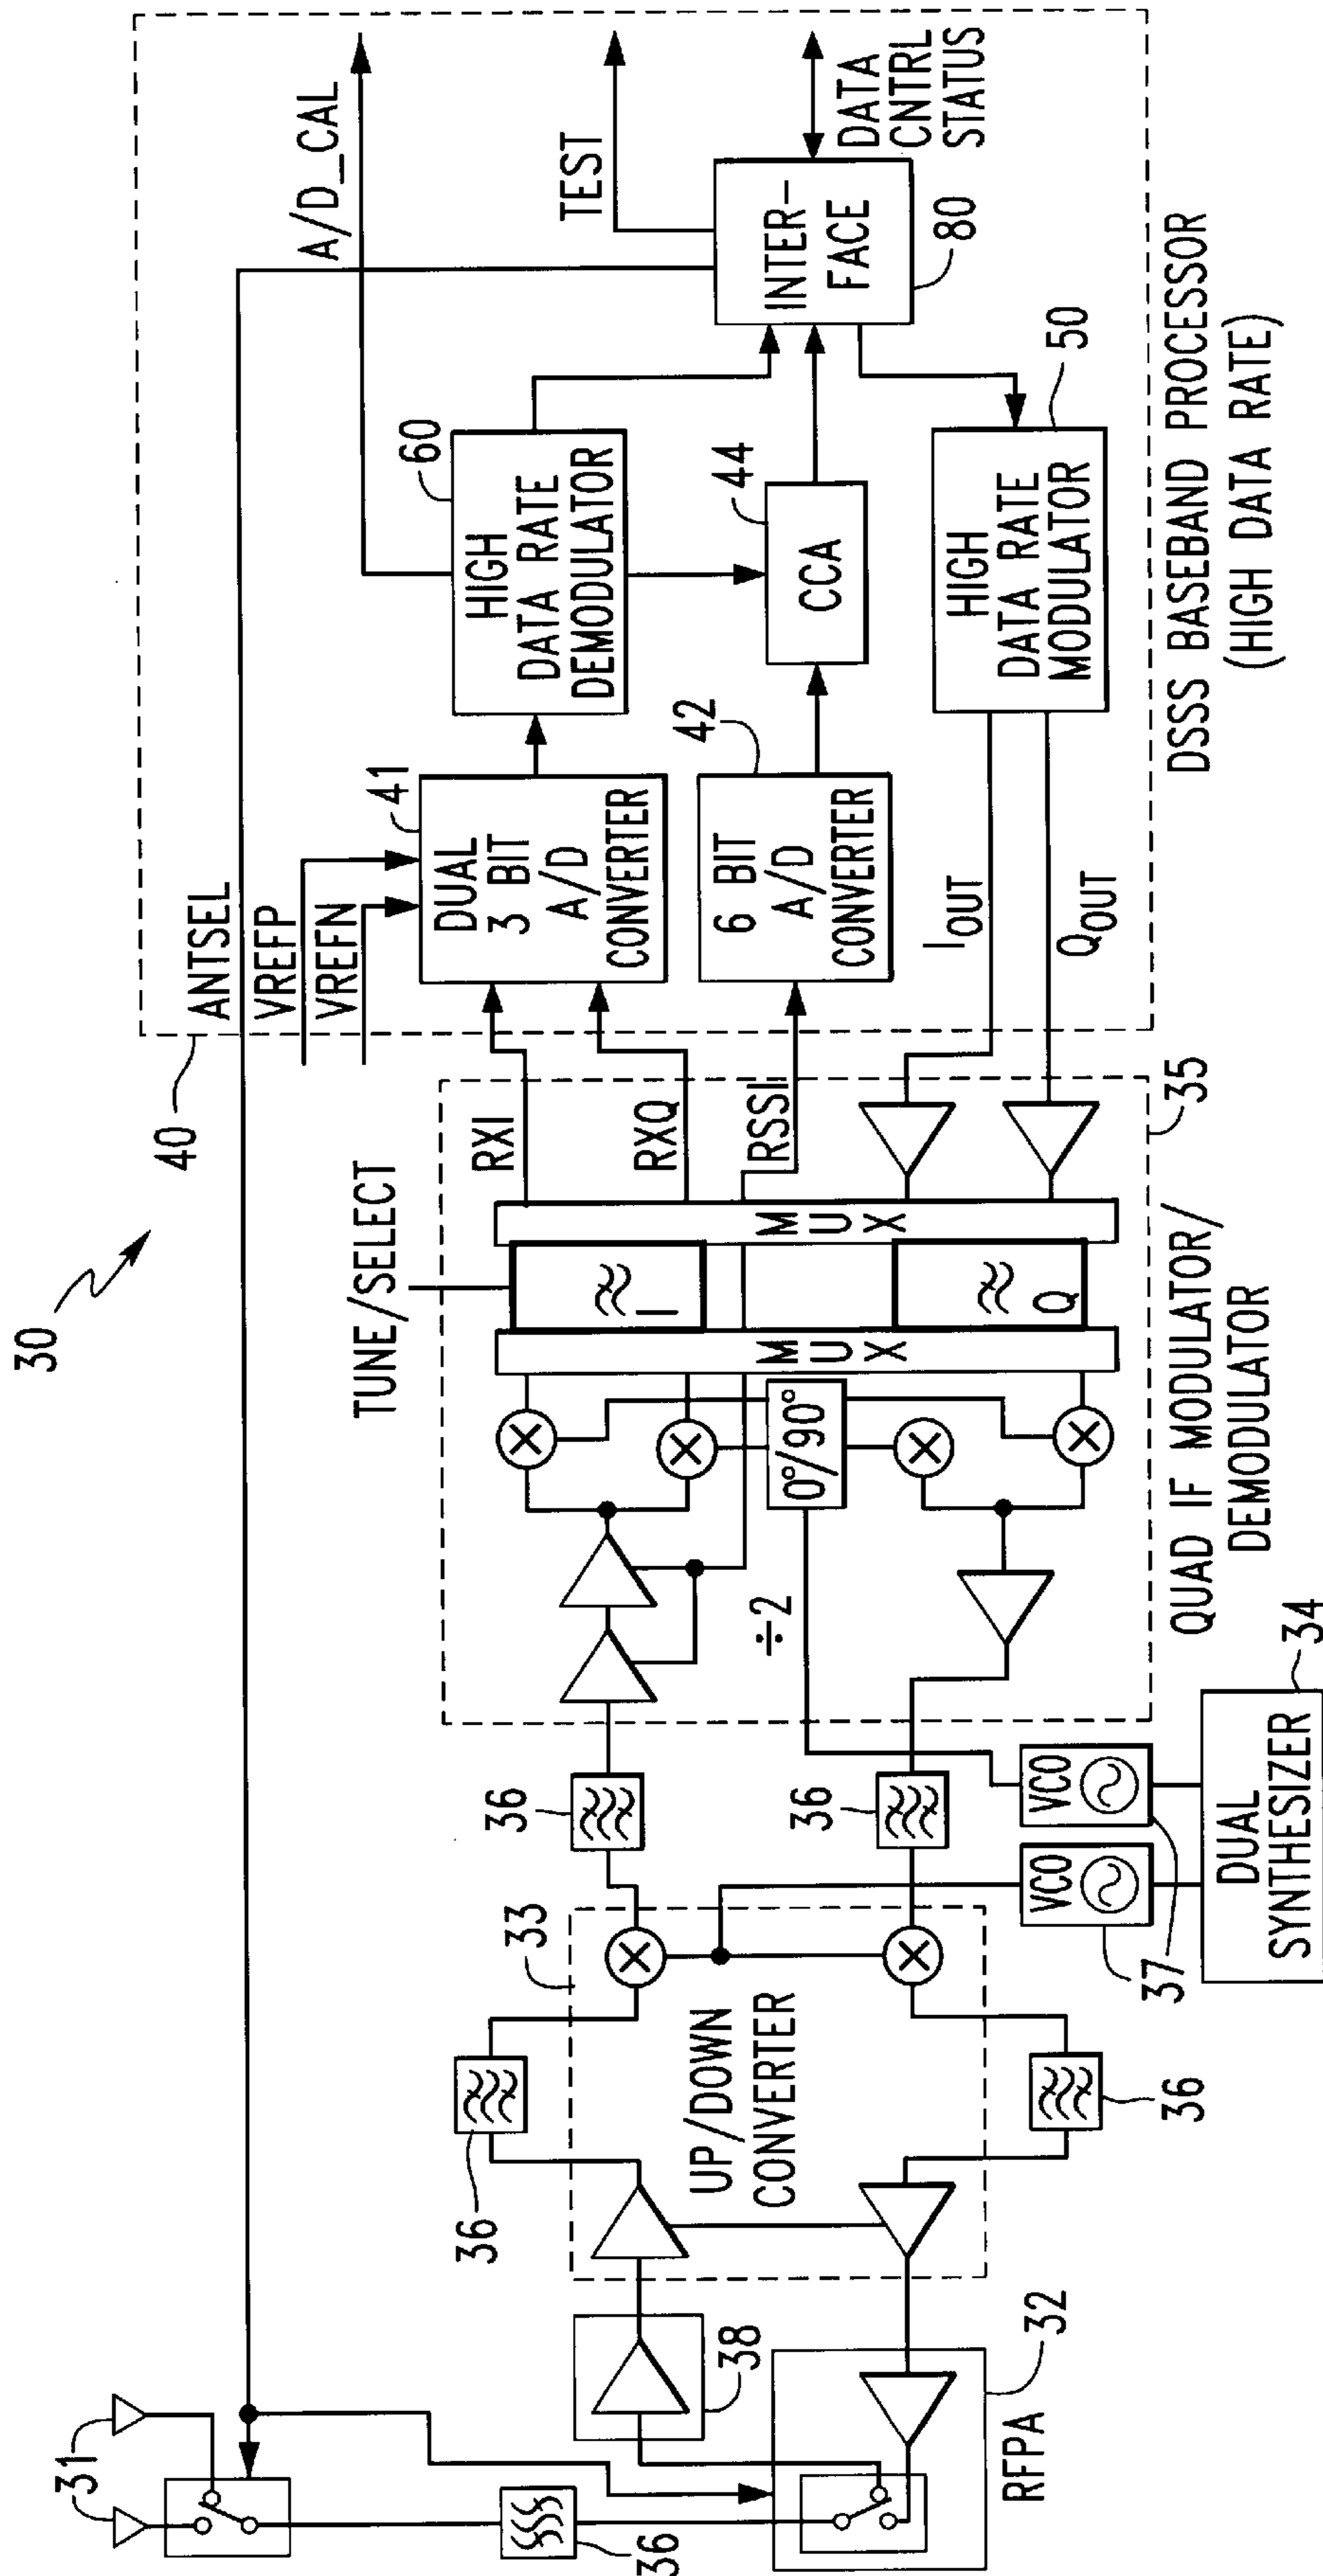 30
40
ANTSEL
VREFP
VREFN
A/D_CAL
TEST
DATA
CNTRL
STATUS
31
36
TUNE/SELECT
RXI
RXQ
RSSI
41
DUAL
3 BIT
A/D
CONVERTER
60
HIGH
DATA RATE
DEMODULATOR
42
6 BIT
A/D
CONVERTER
44
CCA
INTER-
FACE
80
I OUT
Q OUT
HIGH
DATA RATE
MODULATOR
50
DSSS BASEBAND PROCESSOR
(HIGH DATA RATE)
38
32
RFPA
36
33
UP/DOWN
CONVERTER
36
36
36
÷2
0°/90°
MUX
I
Q
MUX
35
QUAD IF MODULATOR/
DEMODULATOR
VCO
VCO
37
34
DUAL
SYNTHESIZER